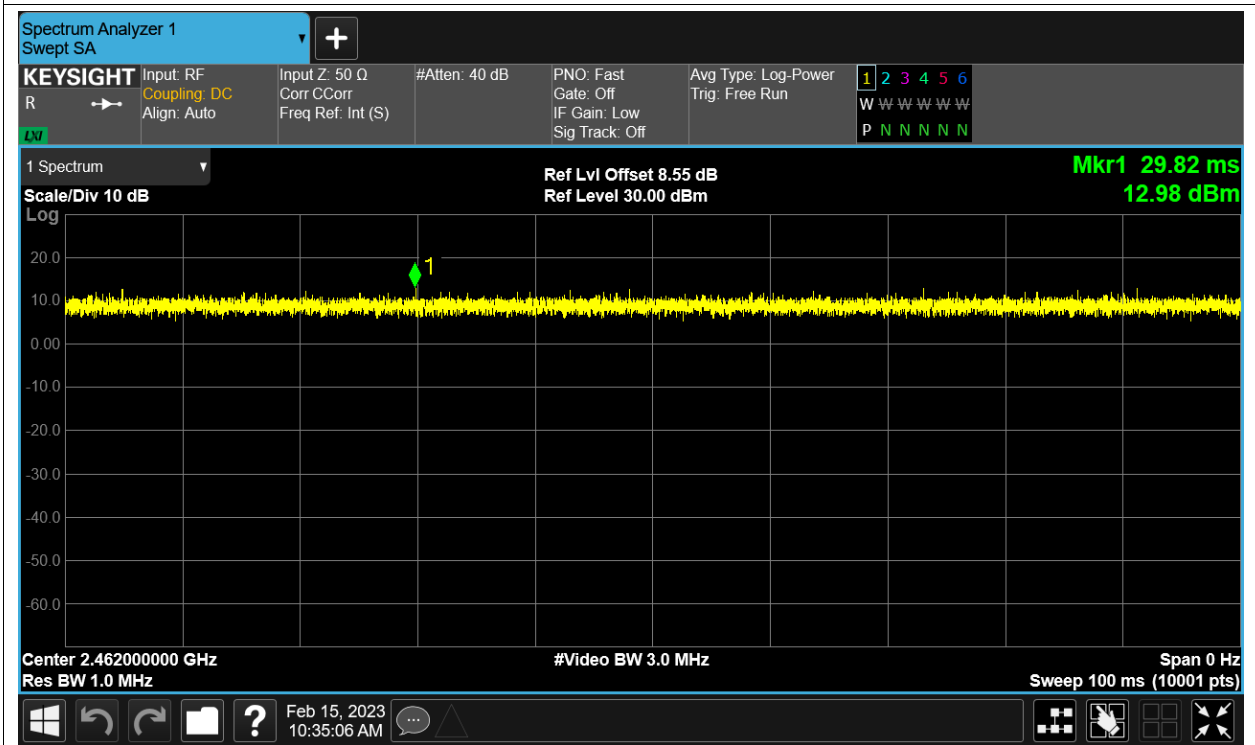 Spectrum Analyzer 1
Swept SA
KEYSIGHT
R
LXI
Input: RF
Coupling: DC
Align: Auto
Input Z: 50 Ω
Corr CCorr
Freq Ref: Int (S)
#Atten: 40 dB
PNO: Fast
Gate: Off
IF Gain: Low
Sig Track: Off
Avg Type: Log-Power
Trig: Free Run
1 2 3 4 5 6
W W W W W W
P N N N N N
1 Spectrum
Scale/Div 10 dB
Log
Ref Lvl Offset 8.55 dB
Ref Level 30.00 dBm
Mkr1 29.82 ms
12.98 dBm
1
20.0
10.0
0.00
-10.0
-20.0
-30.0
-40.0
-50.0
-60.0
Center 2.462000000 GHz
Res BW 1.0 MHz
#Video BW 3.0 MHz
Span 0 Hz
Sweep 100 ms (10001 pts)
?
Feb 15, 2023
10:35:06 AM